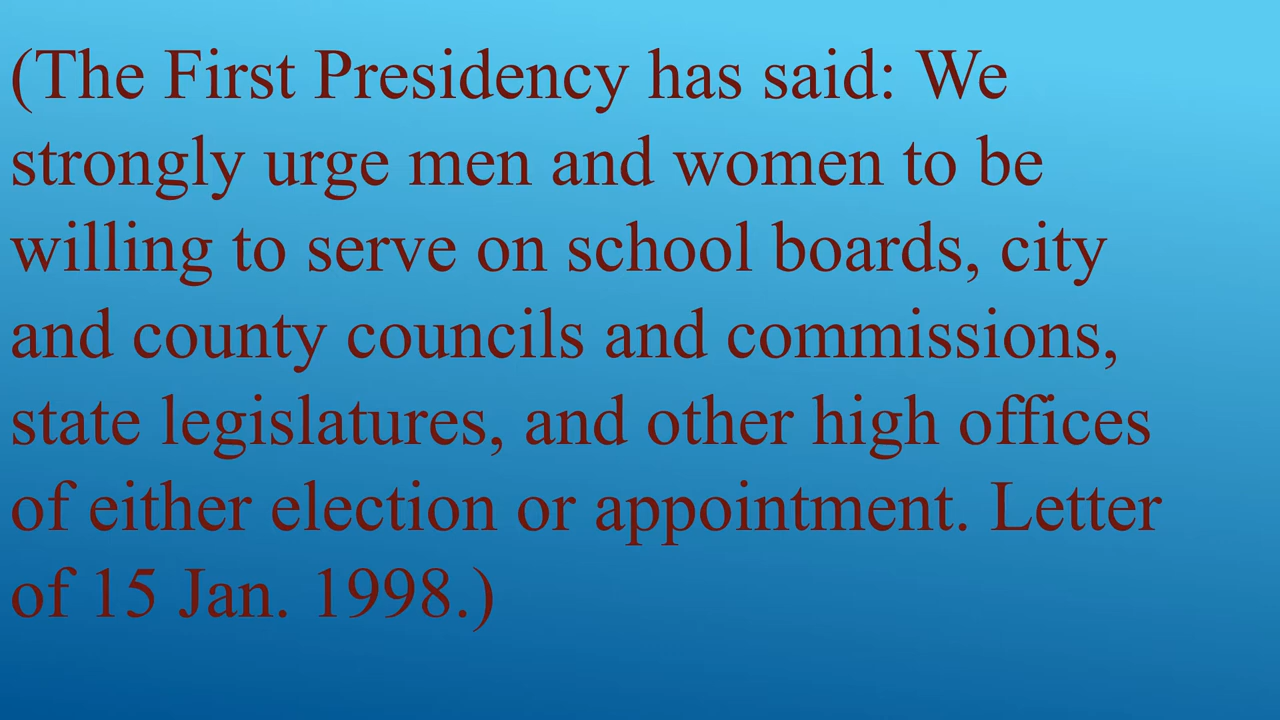 (The First Presidency has said: We
strongly urge men and women to be
willing to serve on school boards, city
and county councils and commissions,
state legislatures, and other high offices
of either election or appointment. Letter
of 15 Jan. 1998.)